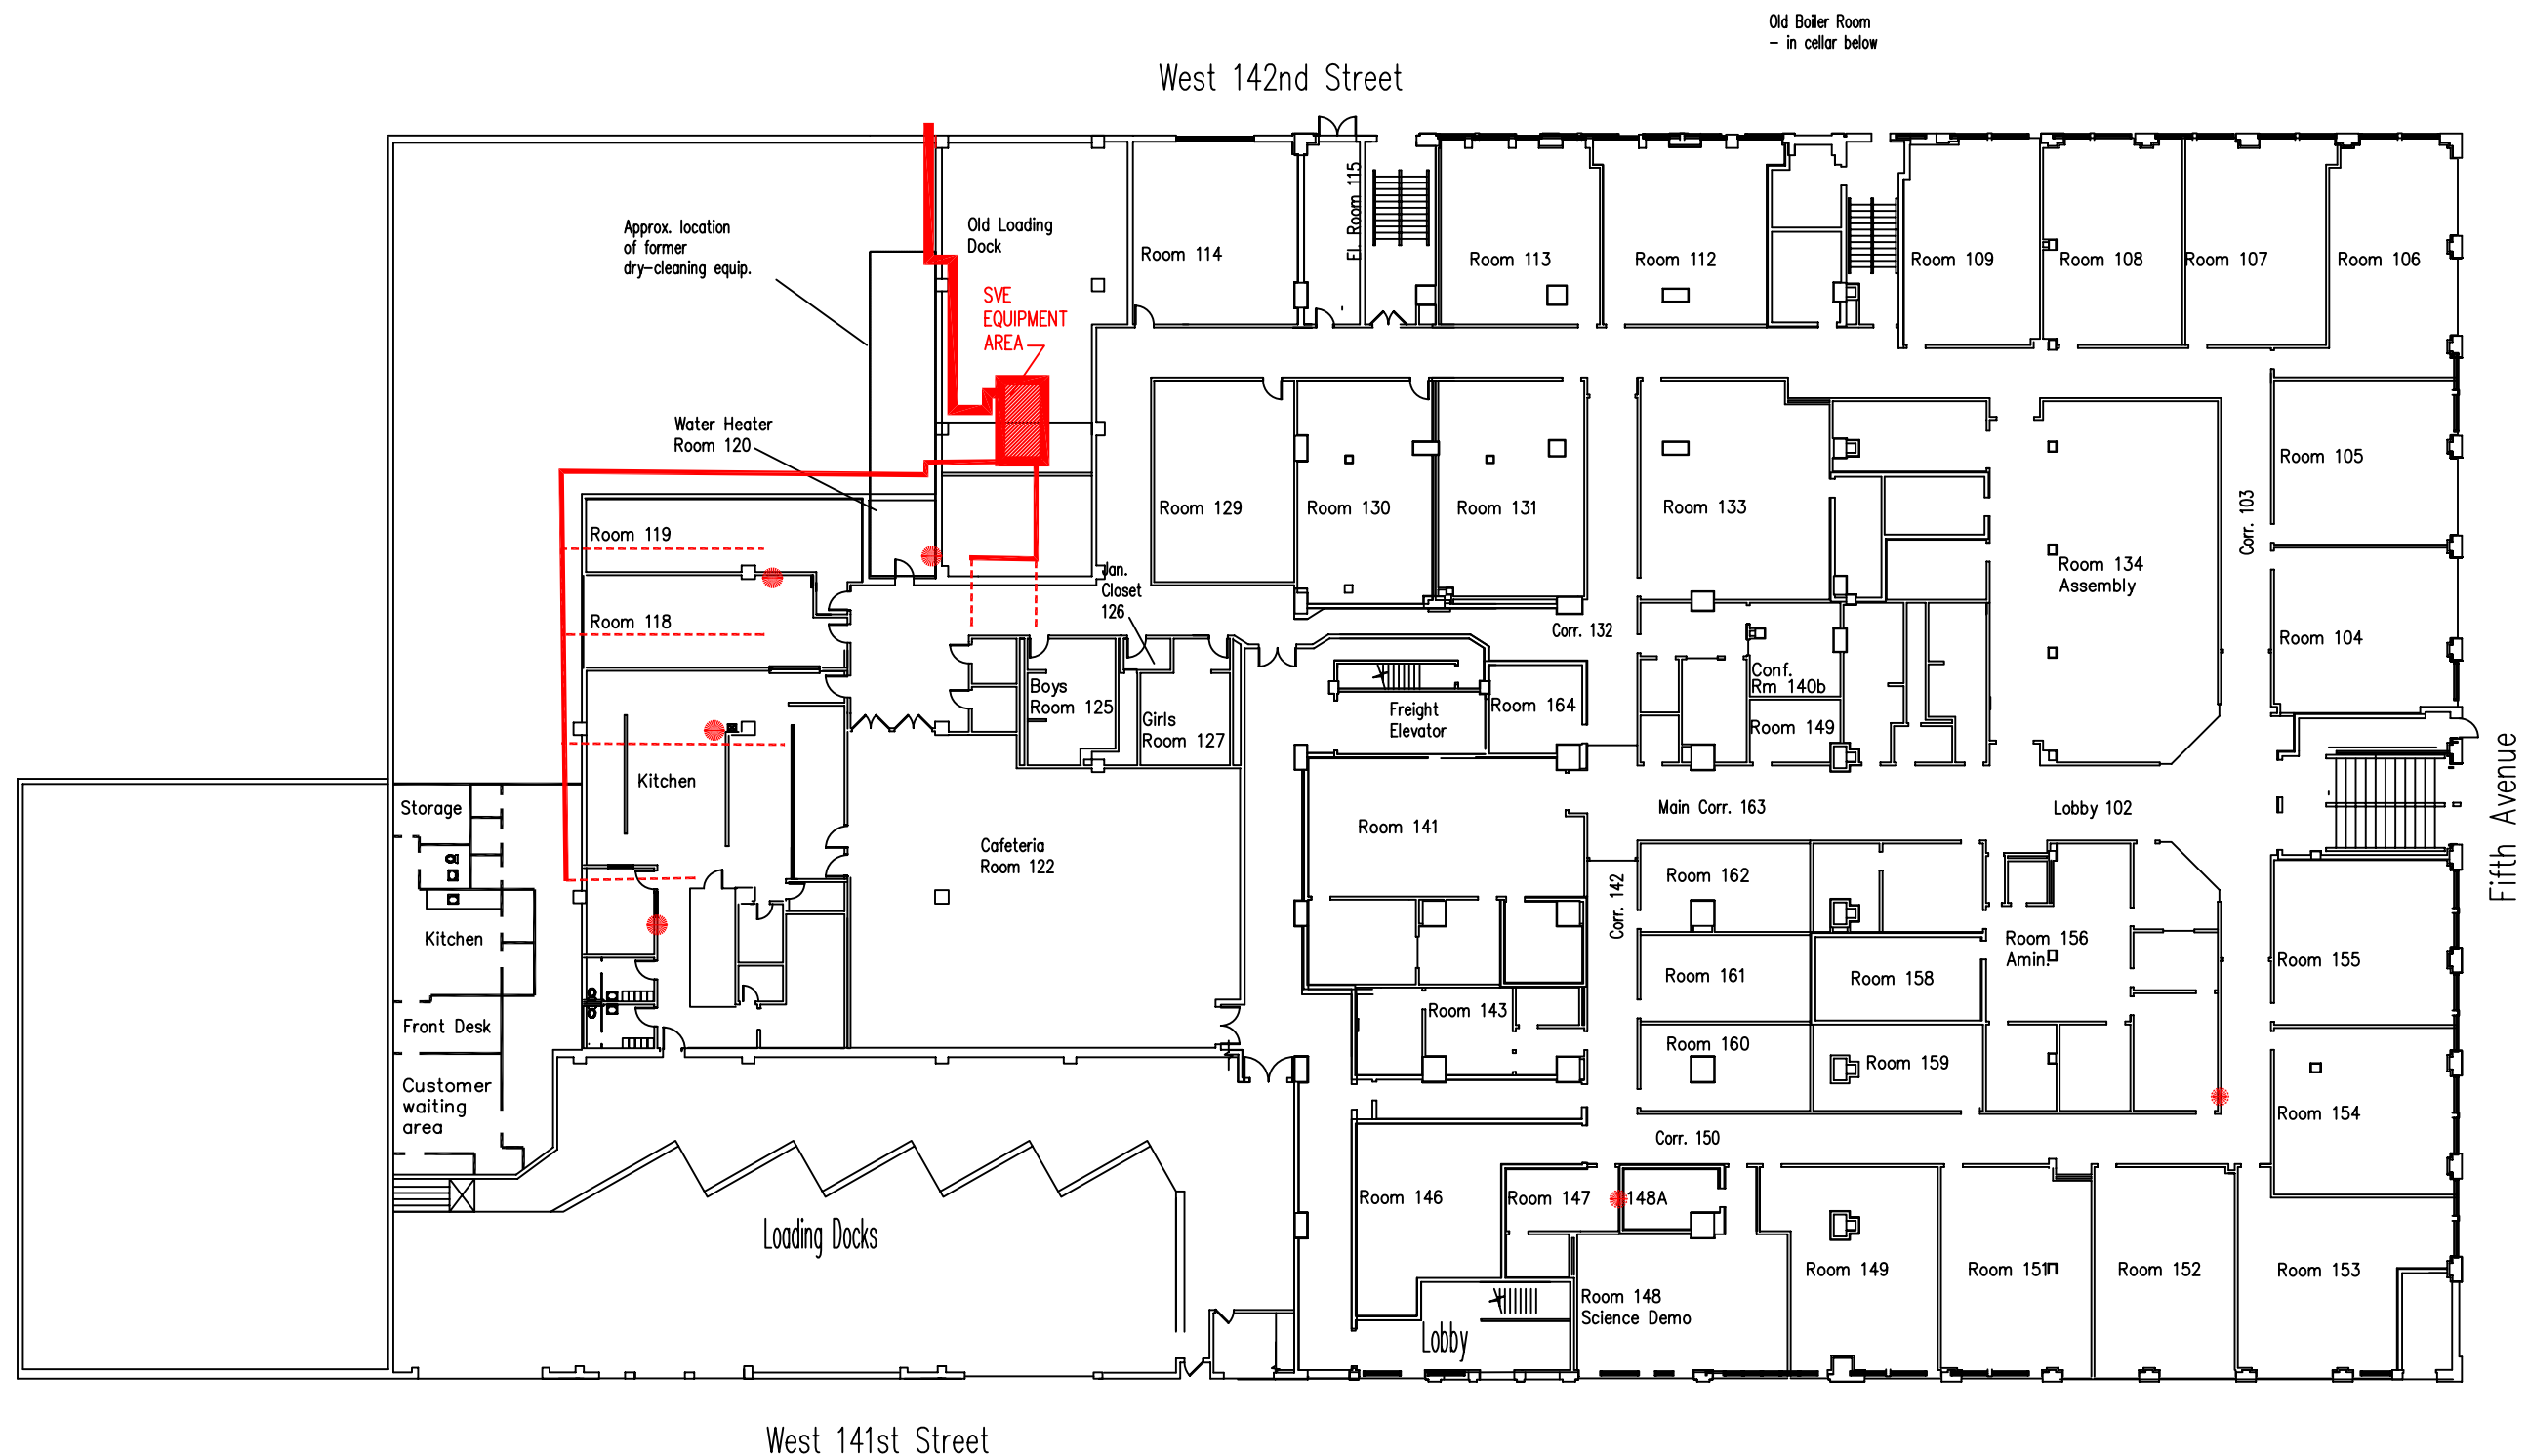 Old Boiler Room
- in cellar below
West 142nd Street
Approx. location
of former
dry-cleaning equip.
Old Loading
Dock
SVE
EQUIPMENT
AREA
Room 114
El. Room 115
Room 113
Room 112
Room 109
Room 108
Room 107
Room 106
Water Heater
Room 120
Room 129
Room 130
Room 131
Room 133
Room 134
Assembly
Corr. 103
Room 105
Room 104
Room 119
Room 118
Jan.
Closet
126
Corr. 132
Boys
Room 125
Girls
Room 127
Freight
Elevator
Room 164
Conf.
Rm 140b
Room 149
Kitchen
Storage
Kitchen
Front Desk
Customer
waiting
area
Cafeteria
Room 122
Room 141
Main Corr. 163
Lobby 102
Fifth Avenue
Corr. 142
Room 162
Room 161
Room 160
Room 158
Room 159
Room 156
Amin.
Room 155
Room 154
Room 143
Corr. 150
Room 146
Room 147
148A
Loading Docks
Lobby
Room 148
Science Demo
Room 149
Room 151
Room 152
Room 153
West 141st Street